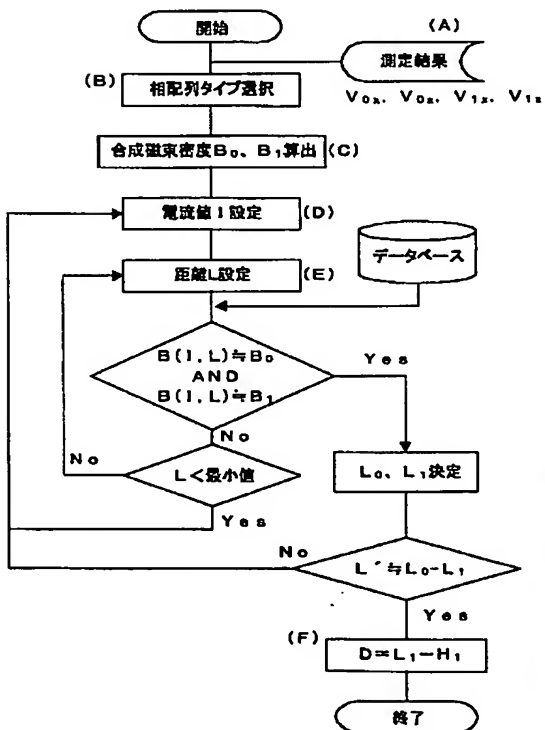 開始
(A)
測定結果
V0x、V0z、V1x、V1z
(B)
相配列タイプ選択
合成磁束密度B0、B1算出
(C)
電流値I設定
(D)
距離L設定
(E)
データベース
B(I,L)≒B0
AND
B(I,L)≒B1
Yes
No
L<最小値
No
Yes
L0、L1決定
L´≒L0-L1
No
Yes
(F)
D=L1-H1
終了